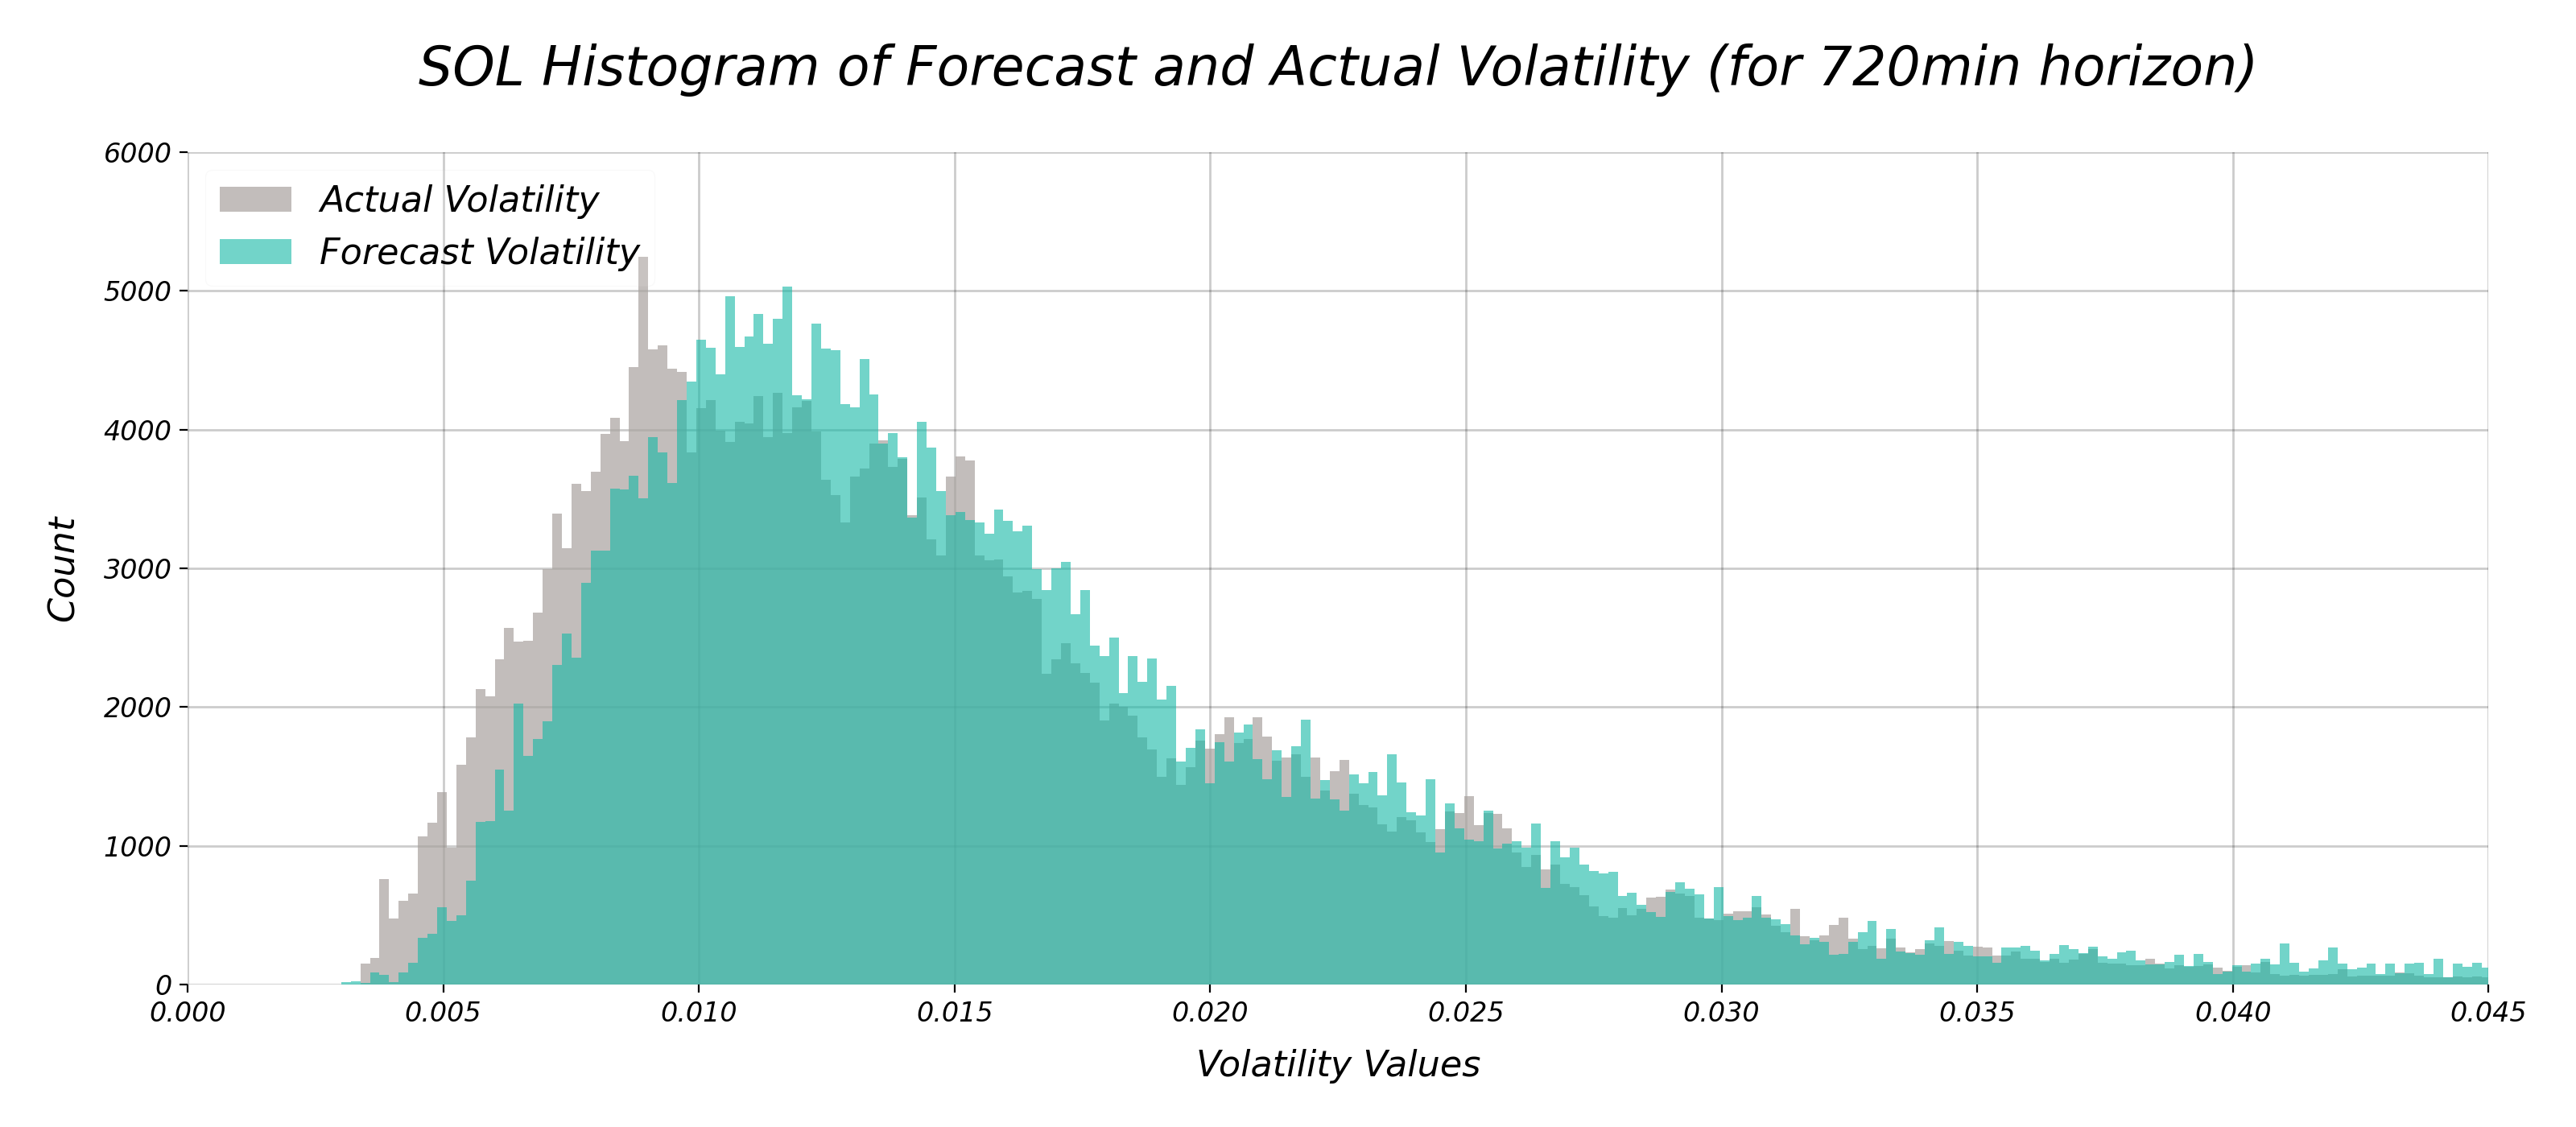 SOL Histogram of Forecast and Actual Volatility (for 720min horizon)
6000
Actual Volatility
Forecast Volatility
5000
4000
3000
2000
1000
0
Count
0.000 0.005 0.010 0.015 0.020 0.025 0.030 0.035 0.040 0.045
Volatility Values